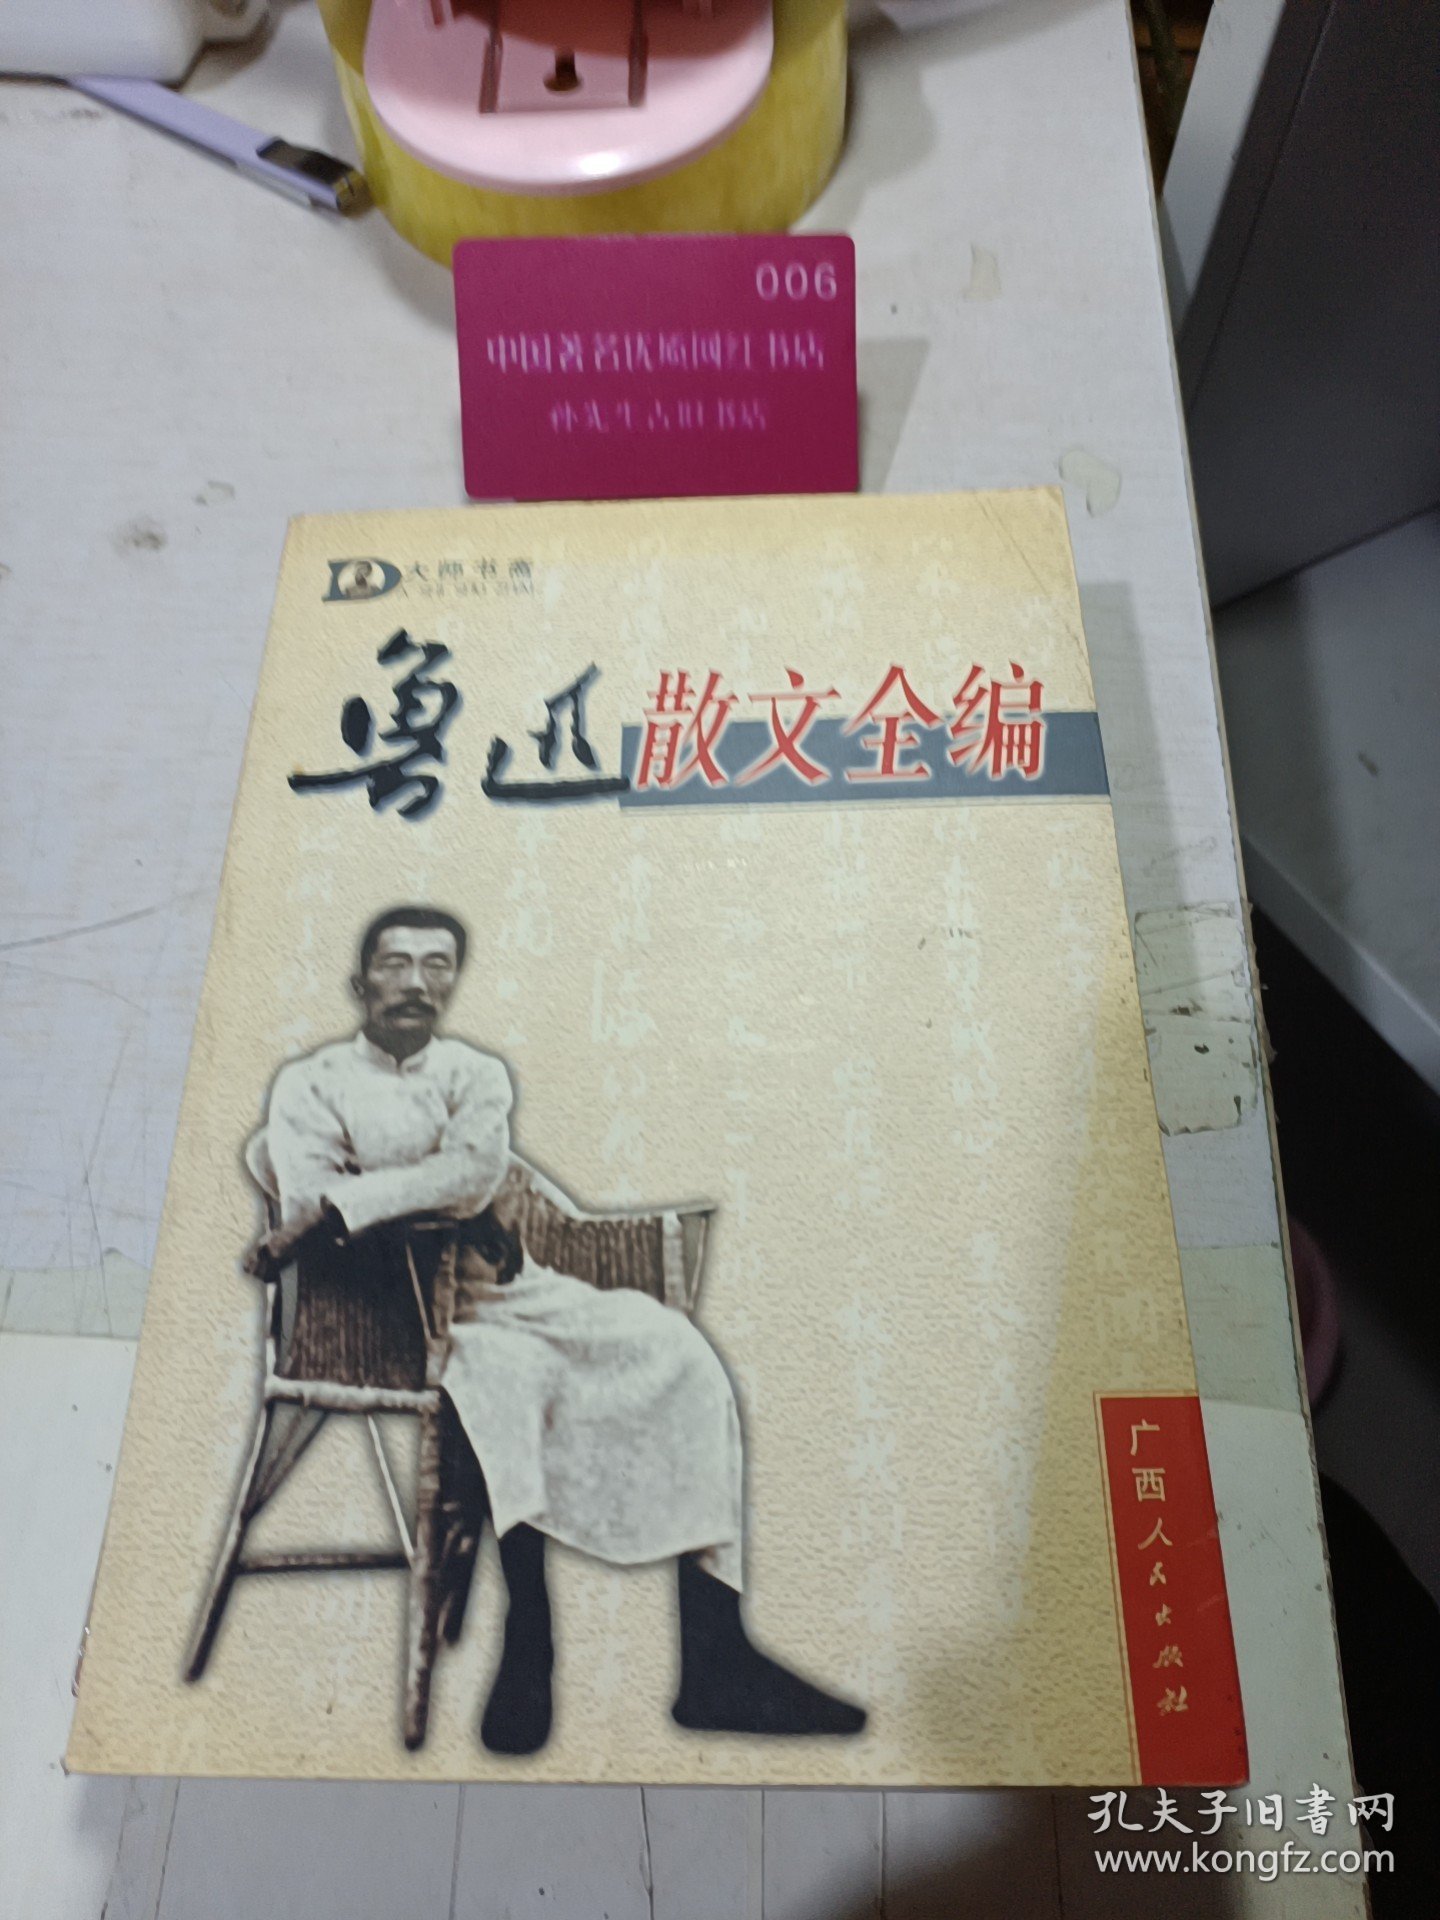 006
中国著名优质网红书店
孙先生古旧书店
大师书斋
鲁迅散文全编
广西人民出版社
孔夫子旧書网
www.kongfz.com